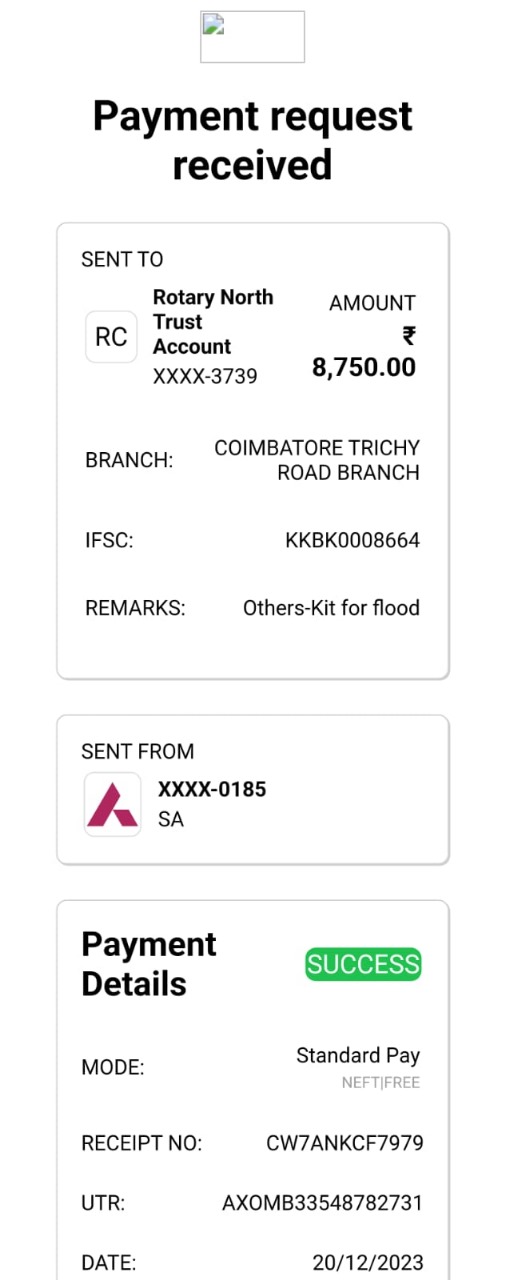 Payment request
received
SENT TO
RC
Rotary North
Trust
Account
XXXX-3739
AMOUNT
₹
8,750.00
BRANCH:
COIMBATORE TRICHY
ROAD BRANCH
IFSC:
KKBK0008664
REMARKS:
Others-Kit for flood
SENT FROM
XXXX-0185
SA
Payment
Details
SUCCESS
MODE:
Standard Pay
NEFT|FREE
RECEIPT NO:
CW7ANKCF7979
UTR:
AXOMB33548782731
DATE:
20/12/2023